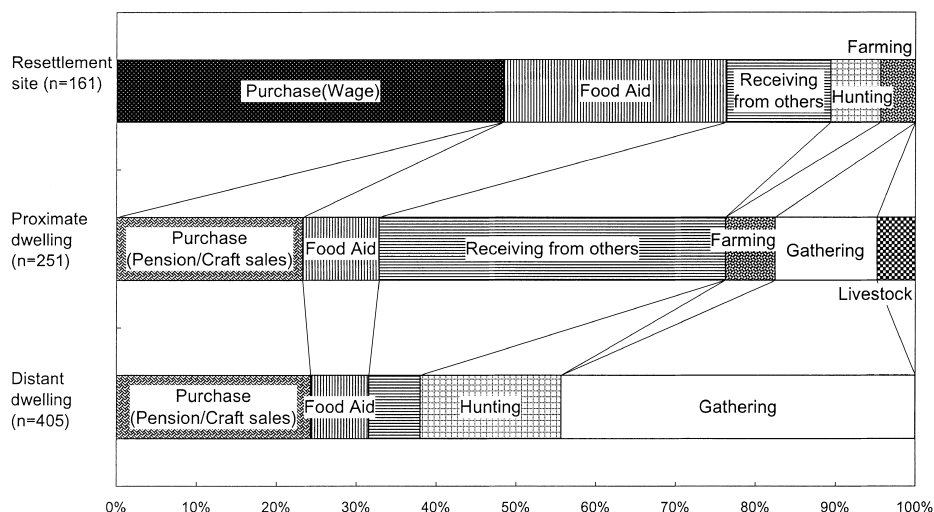 Farming
Resettlement
site (n=161)
Purchase(Wage)
Food Aid
Receiving
from others
Hunting
Proximate
dwelling
(n=251)
Purchase
(Pension/Craft sales)
Food Aid
Receiving from others
Farming
Gathering
Livestock
Distant
dwelling
(n=405)
Purchase
(Pension/Craft sales)
Food Aid
Hunting
Gathering
0% 10% 20% 30% 40% 50% 60% 70% 80% 90% 100%